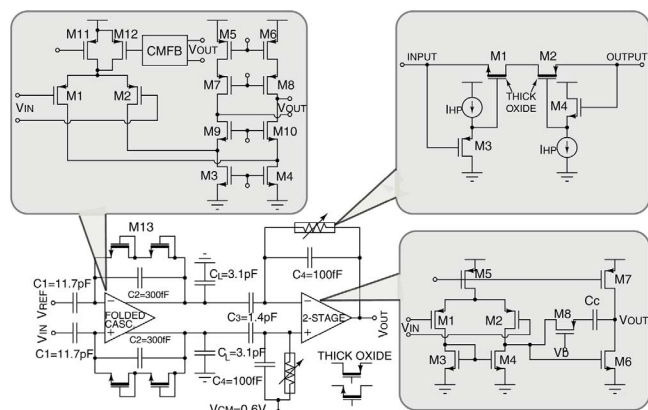 M11 M12
CMFB
VOUT
M5 M6
M7 M8
M1 M2
VIN
VOUT
M9 M10
M3 M4
INPUT M1 M2 OUTPUT
THICK
OXIDE
IHP
M4
M3
IHP
M13
C1=11.7pF
C2=300fF
CL=3.1pF
C4=100fF
VREF
FOLDED
CASC.
C3=1.4pF
2-STAGE
VIN
VOUT
C1=11.7pF
C2=300fF
CL=3.1pF
C4=100fF
THICK OXIDE
VCM=0.6V
M5 M7
M1 M2
M8 Cc
VIN
VOUT
M3 M4
Vb
M6